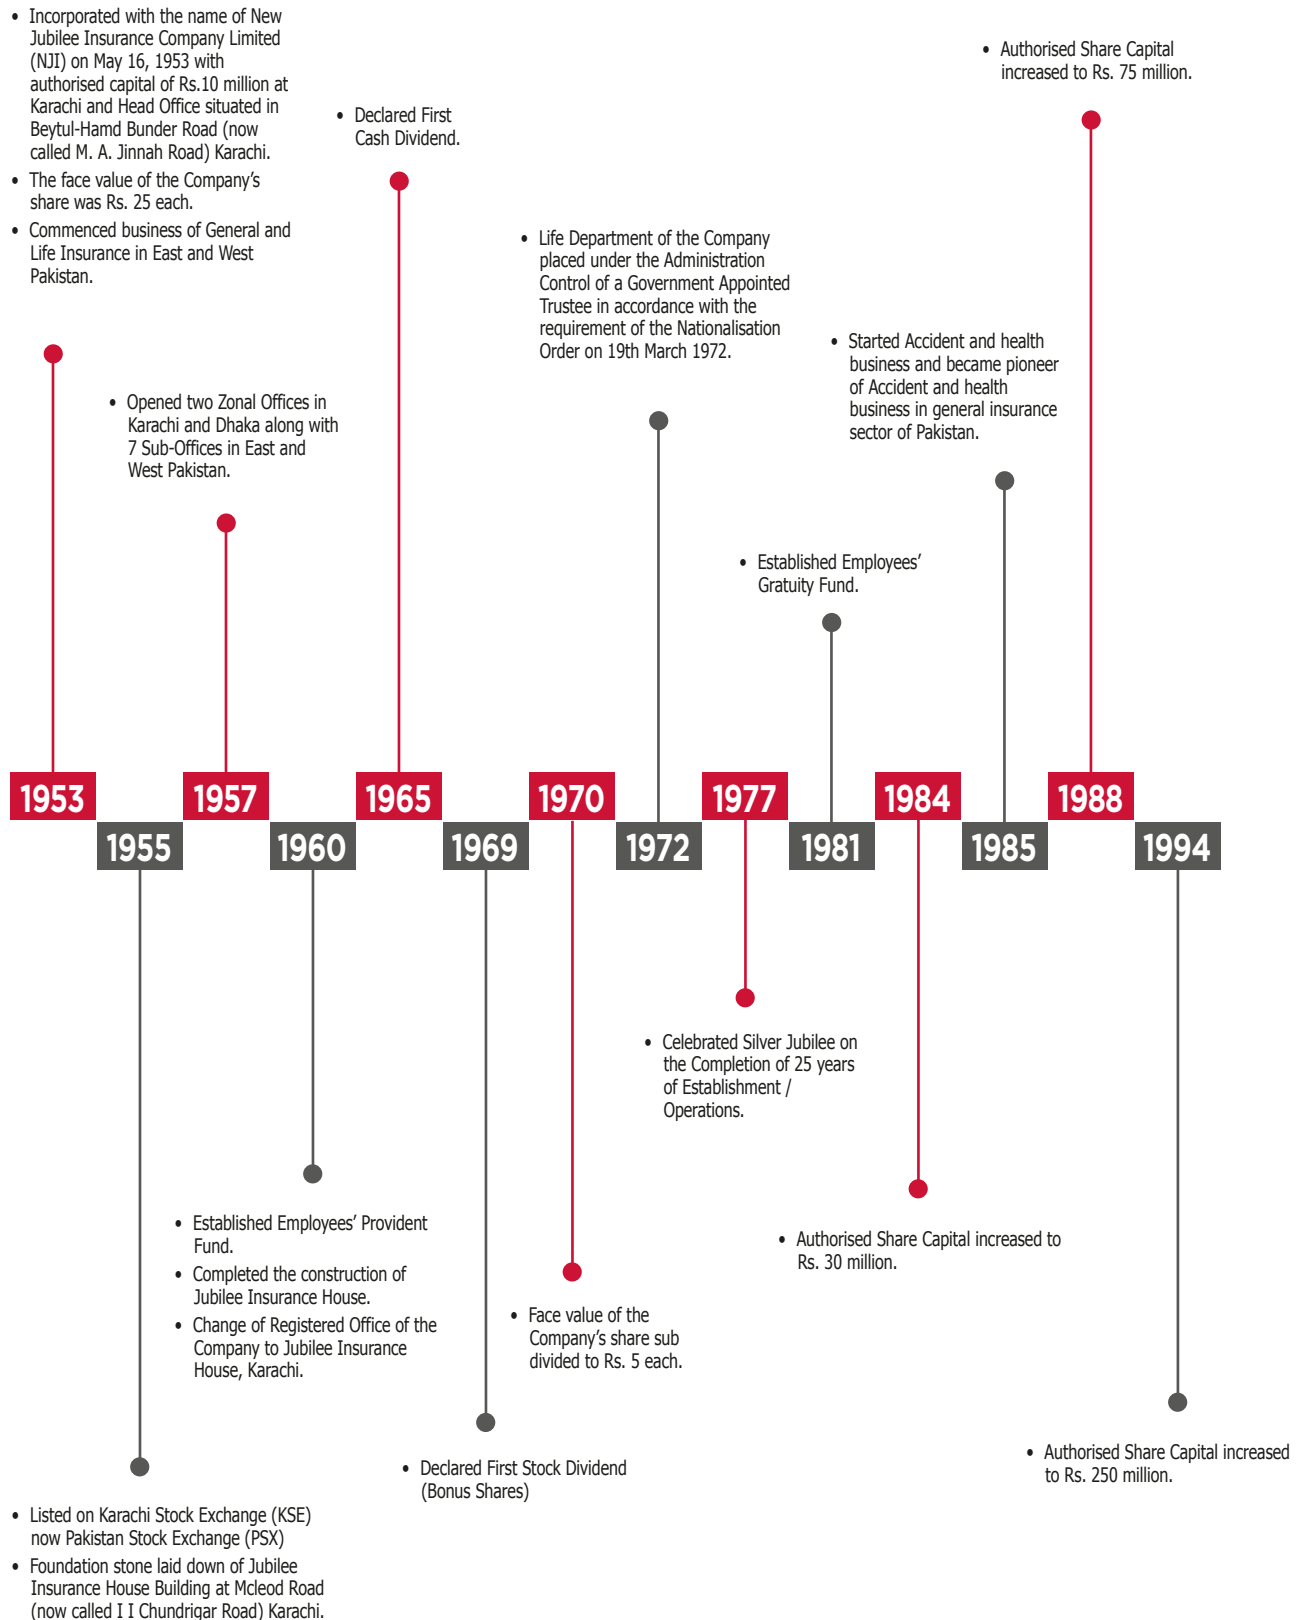 • Incorporated with the name of New
Jubilee Insurance Company Limited
(NJI) on May 16, 1953 with
authorised capital of Rs.10 million at
Karachi and Head Office situated in
Beytul-Hamd Bunder Road (now
called M. A. Jinnah Road) Karachi.
• The face value of the Company's
share was Rs. 25 each.
• Commenced business of General and
Life Insurance in East and West
Pakistan.
• Opened two Zonal Offices in
Karachi and Dhaka along with
7 Sub-Offices in East and
West Pakistan.
• Declared First
Cash Dividend.
• Life Department of the Company
placed under the Administration
Control of a Government Appointed
Trustee in accordance with the
requirement of the Nationalisation
Order on 19th March 1972.
• Established Employees'
Gratuity Fund.
• Started Accident and health
business and became pioneer
of Accident and health
business in general insurance
sector of Pakistan.
• Authorised Share Capital
increased to Rs. 75 million.
1953
1955
1957
1960
1965
1969
1970
1972
1977
1981
1984
1985
1988
1994
• Listed on Karachi Stock Exchange (KSE)
now Pakistan Stock Exchange (PSX)
• Foundation stone laid down of Jubilee
Insurance House Building at Mcleod Road
(now called I I Chundrigar Road) Karachi.
• Established Employees' Provident
Fund.
• Completed the construction of
Jubilee Insurance House.
• Change of Registered Office of the
Company to Jubilee Insurance
House, Karachi.
• Declared First Stock Dividend
(Bonus Shares)
• Face value of the
Company's share sub
divided to Rs. 5 each.
• Celebrated Silver Jubilee on
the Completion of 25 years
of Establishment /
Operations.
• Authorised Share Capital increased to
Rs. 30 million.
• Authorised Share Capital increased
to Rs. 250 million.